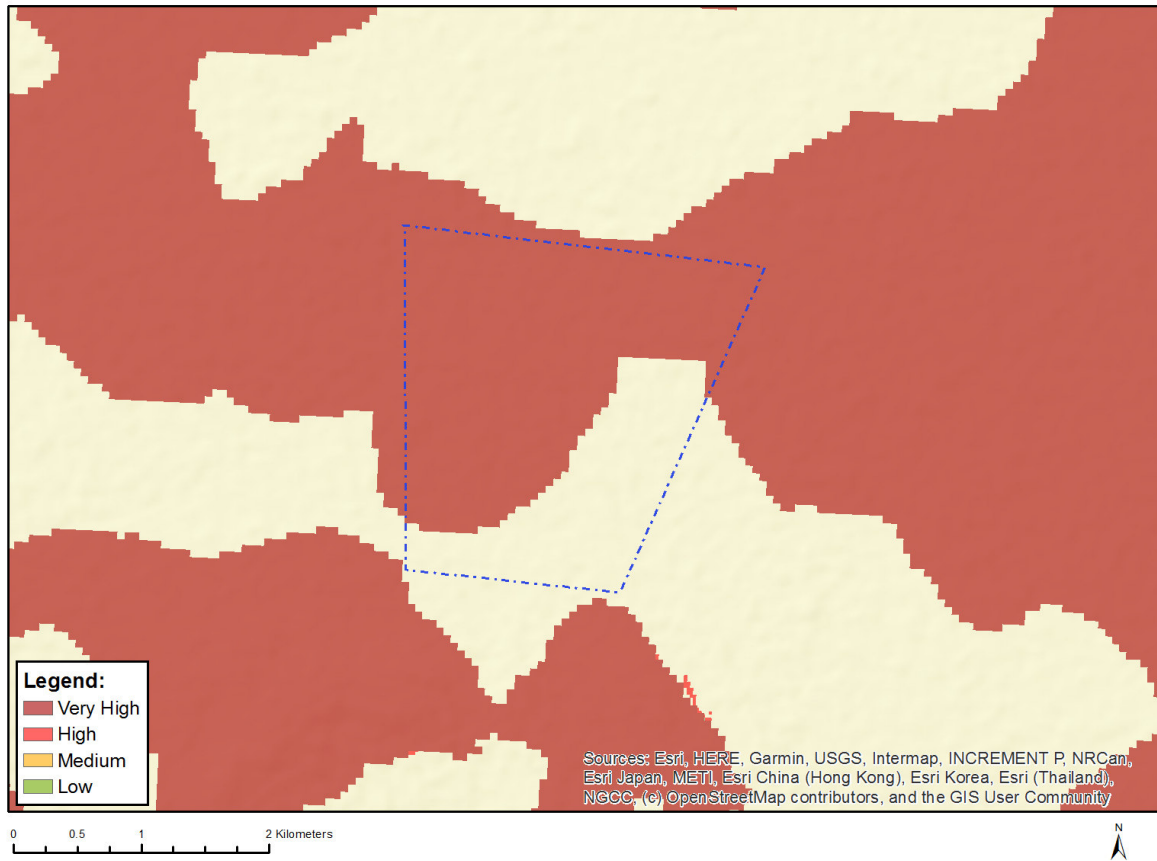 Legend:
Very High
High
Medium
Low
Sources: Esri, HERE, Garmin, USGS, Intermap, INCREMENT P, NRCan,
Esri Japan, METI, Esri China (Hong Kong), Esri Korea, Esri (Thailand),
NGCC, (c) OpenStreetMap contributors, and the GIS User Community
0 0.5 1 2 Kilometers
N